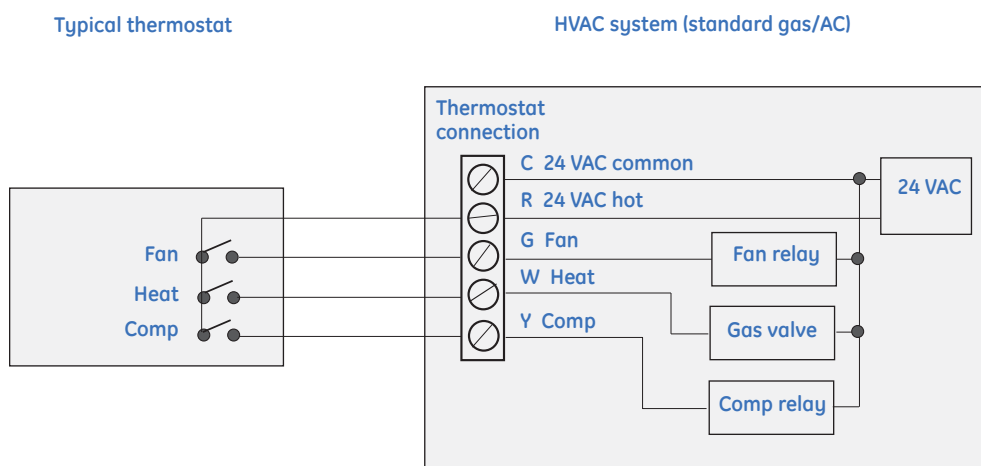 Typical thermostat
HVAC system (standard gas/AC)
Thermostat
connection
C 24 VAC common
R 24 VAC hot
G Fan
W Heat
Y Comp
24 VAC
Fan relay
Gas valve
Comp relay
Fan
Heat
Comp